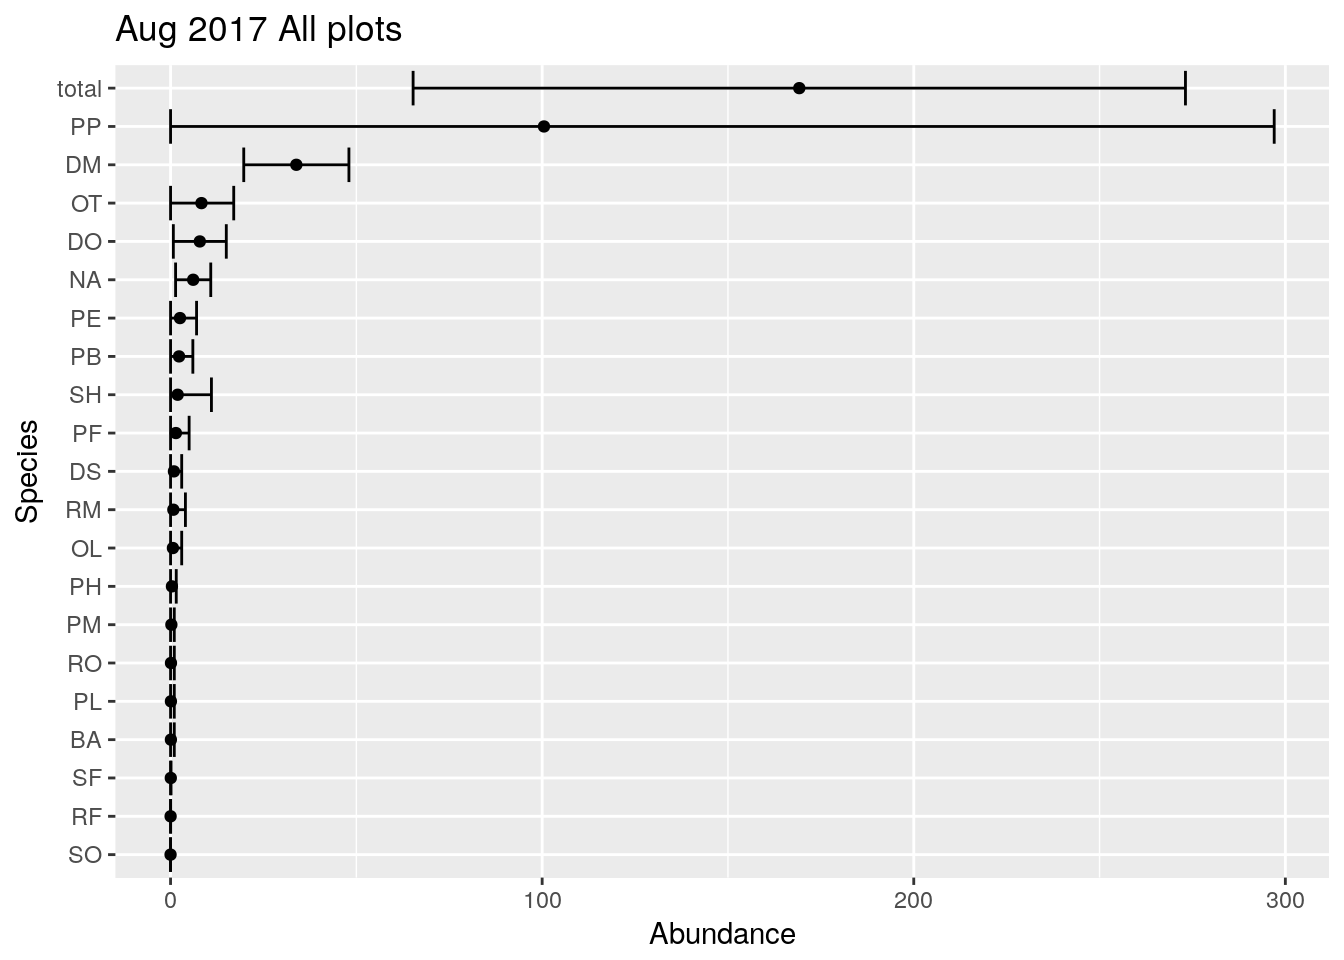 Aug 2017 All plots
Species
total
PP
DM
OT
DO
NA
PE
PB
SH
PF
DS
RM
OL
PH
PM
RO
PL
BA
SF
RF
SO
0 100 200 300
Abundance